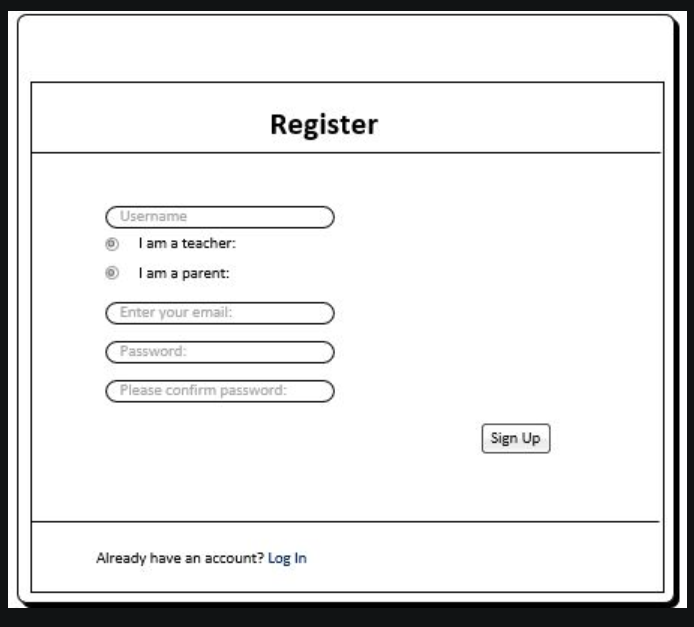 Register
Username
I am a teacher:
I am a parent:
Enter your email:
Password:
Please confirm password:
Sign Up
Already have an account? Log In